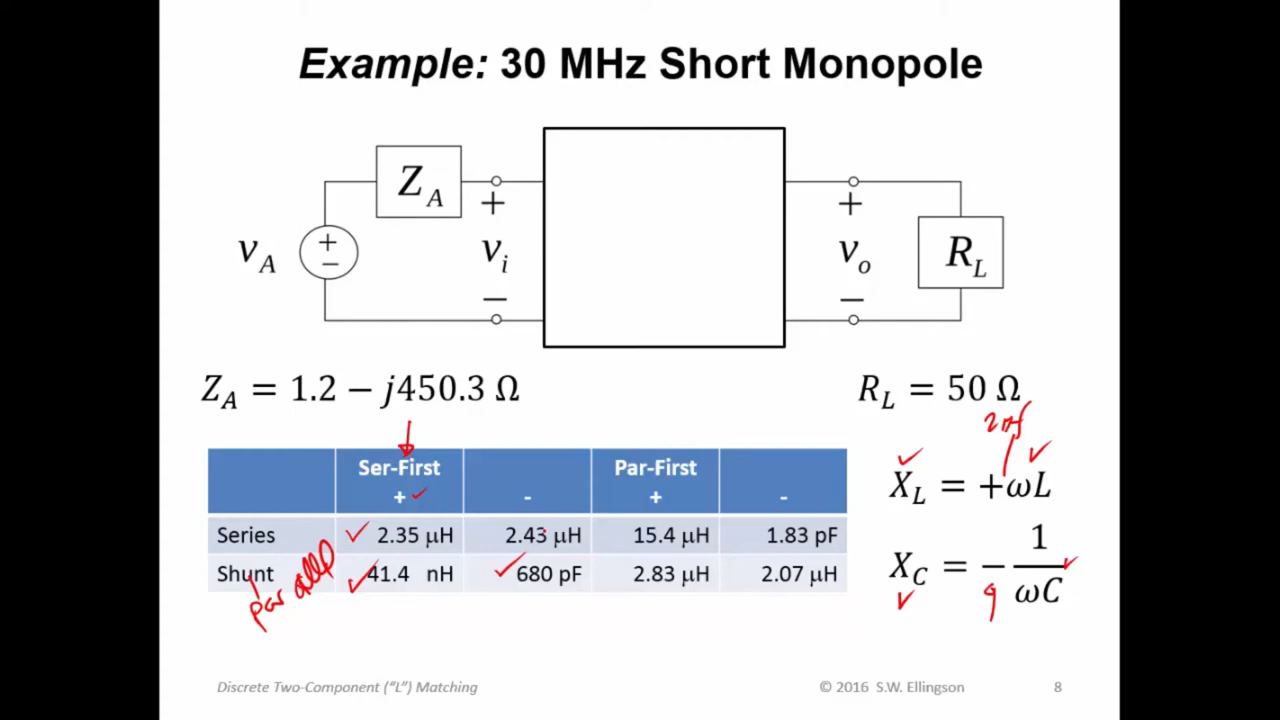 Example: 30 MHz Short Monopole
Z_A
v_A
+
−
+
v_i
−
+
v_o
−
R_L
Z_A = 1.2 − j450.3 Ω
R_L = 50 Ω
2πf
Ser-First + - Par-First + -
Series 2.35 μH 2.43 μH 15.4 μH 1.83 pF
Shunt 41.4 nH 680 pF 2.83 μH 2.07 μH
parallel
X_L = +ωL
X_C = − 1/ωC
Discrete Two-Component ("L") Matching © 2016 S.W. Ellingson 8